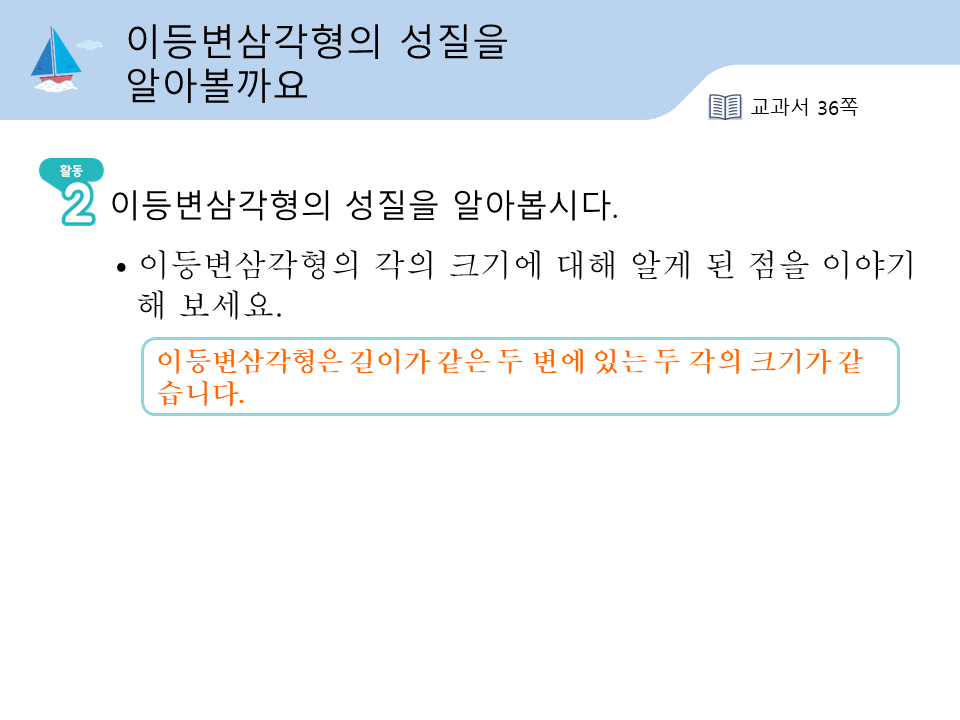 이등변삼각형의 성질을
알아볼까요
교과서 36쪽
활동
2 이등변삼각형의 성질을 알아봅시다.
• 이등변삼각형의 각의 크기에 대해 알게 된 점을 이야기
해 보세요.
이등변삼각형은 길이가 같은 두 변에 있는 두 각의 크기가 같
습니다.